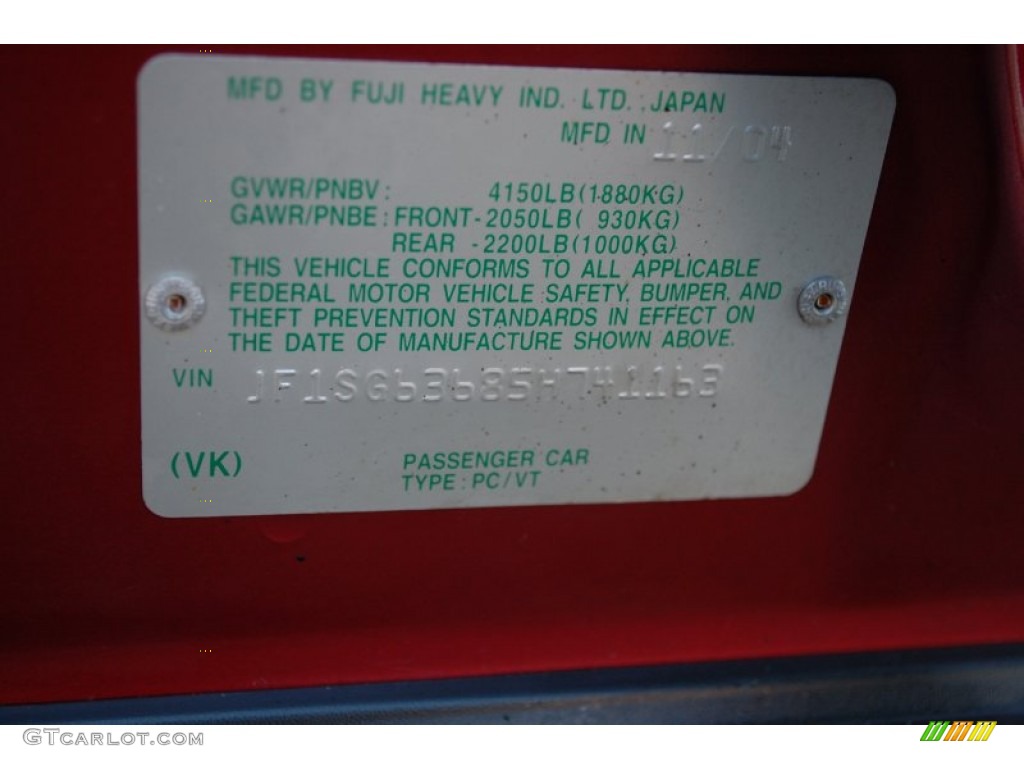 MFD BY FUJI HEAVY IND. LTD. JAPAN
MFD IN 11/04
GVWR/PNBV: 4150LB(1880KG)
GAWR/PNBE: FRONT-2050LB( 930KG)
REAR -2200LB(1000KG)
THIS VEHICLE CONFORMS TO ALL APPLICABLE
FEDERAL MOTOR VEHICLE SAFETY, BUMPER, AND
THEFT PREVENTION STANDARDS IN EFFECT ON
THE DATE OF MANUFACTURE SHOWN ABOVE.
VIN JF1SG63685H741163
(VK) PASSENGER CAR
TYPE: PC/VT
GTCARLOT.COM